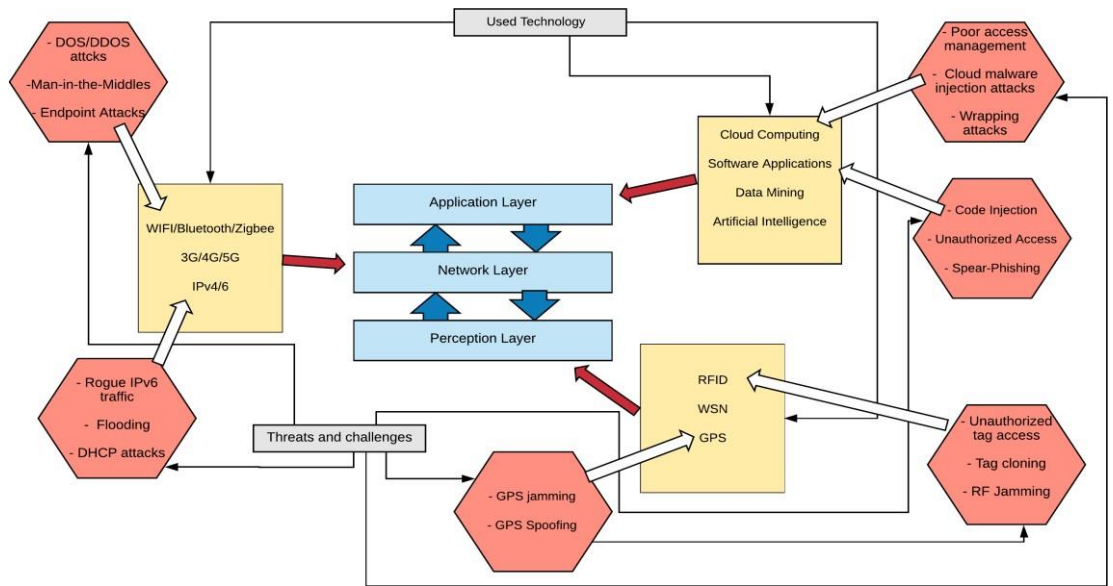 Used Technology
- DOS/DDOS
attcks
-Man-in-the-Middles
- Endpoint Attacks
- Poor access
management
- Cloud malware
injection attacks
- Wrapping
attacks
Cloud Computing
Software Applications
Data Mining
Artificial Intelligence
WIFI/Bluetooth/Zigbee
3G/4G/5G
IPv4/6
Application Layer
Network Layer
Perception Layer
- Code Injection
- Unauthorized Access
- Spear-Phishing
- Rogue IPv6
traffic
- Flooding
- DHCP attacks
Threats and challenges
RFID
WSN
GPS
- GPS jamming
- GPS Spoofing
- Unauthorized
tag access
- Tag cloning
- RF Jamming